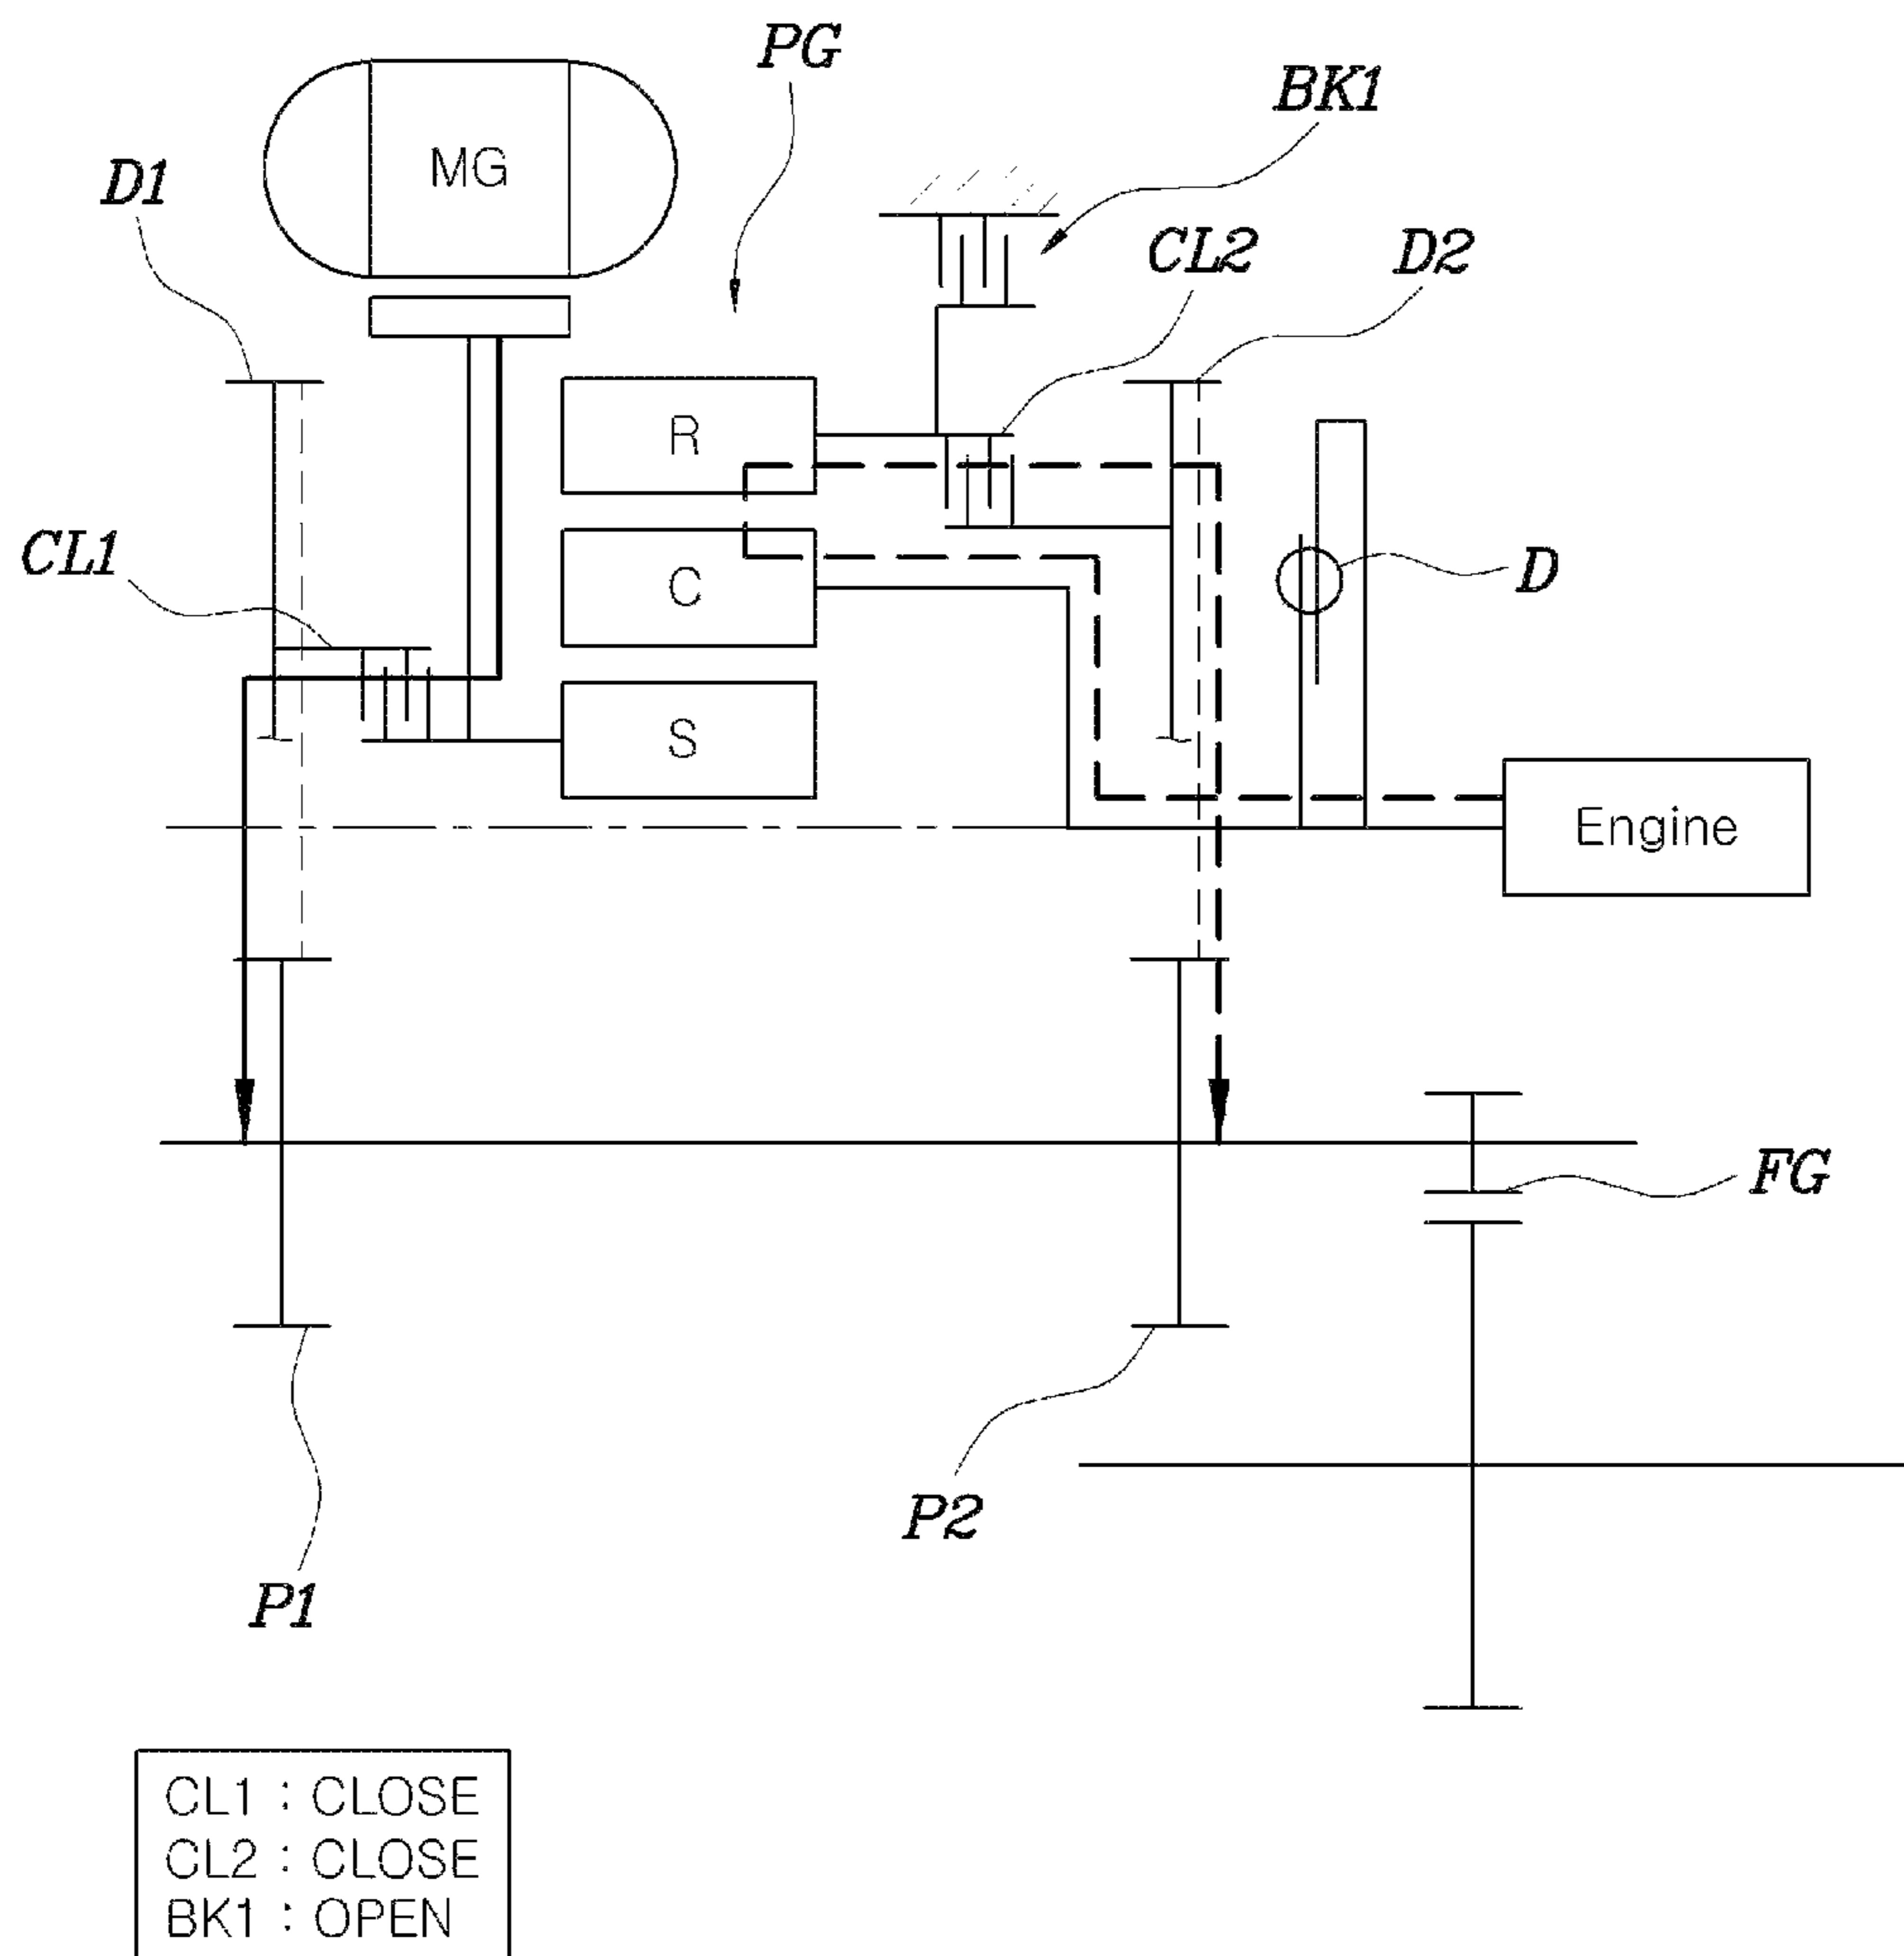 PG
BK1
MG
D1
CL2
D2
R
CL1
C
D
S
Engine
FG
P2
P1
CL1 : CLOSE
CL2 : CLOSE
BK1 : OPEN